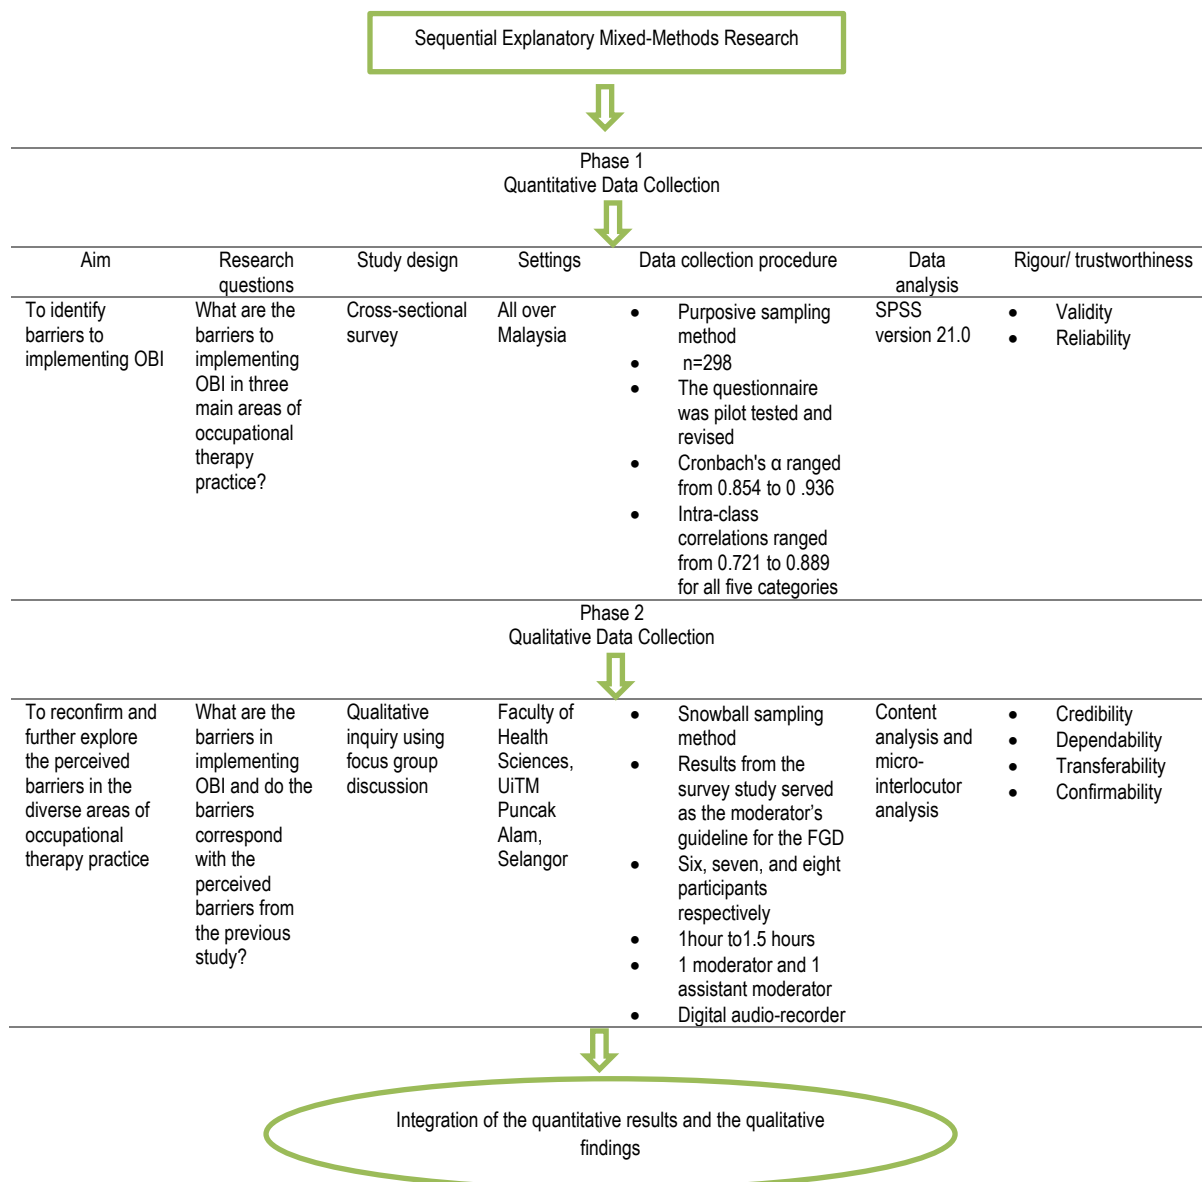 Sequential Explanatory Mixed-Methods Research
Phase 1
Quantitative Data Collection
Aim
Research
questions
Study design
Settings
Data collection procedure
Data
analysis
Rigour/ trustworthiness
To identify
barriers to
implementing OBI
What are the
barriers to
implementing
OBI in three
main areas of
occupational
therapy
practice?
Cross-sectional
survey
All over
Malaysia
• Purposive sampling
method
• n=298
• The questionnaire
was pilot tested and
revised
• Cronbach's α ranged
from 0.854 to 0 .936
• Intra-class
correlations ranged
from 0.721 to 0.889
for all five categories
SPSS
version 21.0
• Validity
• Reliability
Phase 2
Qualitative Data Collection
To reconfirm and
further explore
the perceived
barriers in the
diverse areas of
occupational
therapy practice
What are the
barriers in
implementing
OBI and do the
barriers
correspond
with the
perceived
barriers from
the previous
study?
Qualitative
inquiry using
focus group
discussion
Faculty of
Health
Sciences,
UiTM
Puncak
Alam,
Selangor
• Snowball sampling
method
• Results from the
survey study served
as the moderator’s
guideline for the FGD
• Six, seven, and eight
participants
respectively
• 1hour to1.5 hours
• 1 moderator and 1
assistant moderator
• Digital audio-recorder
Content
analysis and
micro-
interlocutor
analysis
• Credibility
• Dependability
• Transferability
• Confirmability
Integration of the quantitative results and the qualitative
findings